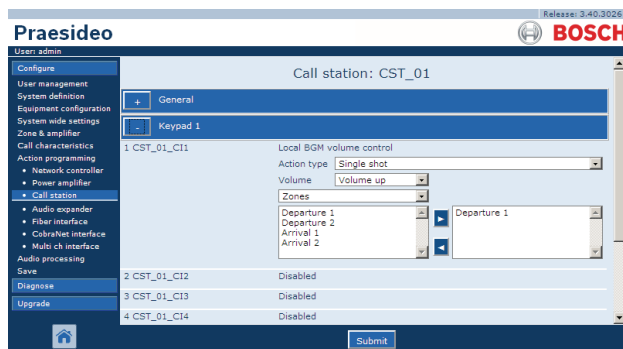 Release: 3.40.3026
Praesideo
BOSCH
User: admin
Configure
User management
System definition
Equipment configuration
System wide settings
Zone & amplifier
Call characteristics
Action programming
• Network controller
• Power amplifier
• Call station
• Audio expander
• Fiber interface
• CobraNet interface
• Multi ch interface
Audio processing
Save
Diagnose
Upgrade
Call station: CST_01
+ General
- Keypad 1
1 CST_01_CI1 Local BGM volume control
Action type Single shot
Volume Volume up
Zones
Departure 1
Departure 2
Arrival 1
Arrival 2
Departure 1
2 CST_01_CI2 Disabled
3 CST_01_CI3 Disabled
4 CST_01_CI4 Disabled
Submit